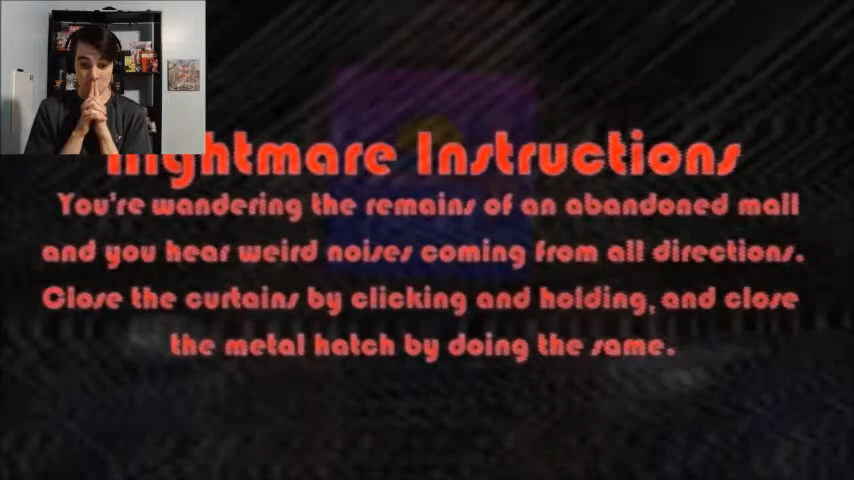 Nightmare Instructions
You're wandering the remains of an abandoned mall
and you hear weird noises coming from all directions.
Close the curtains by clicking and holding, and close
the metal hatch by doing the same.